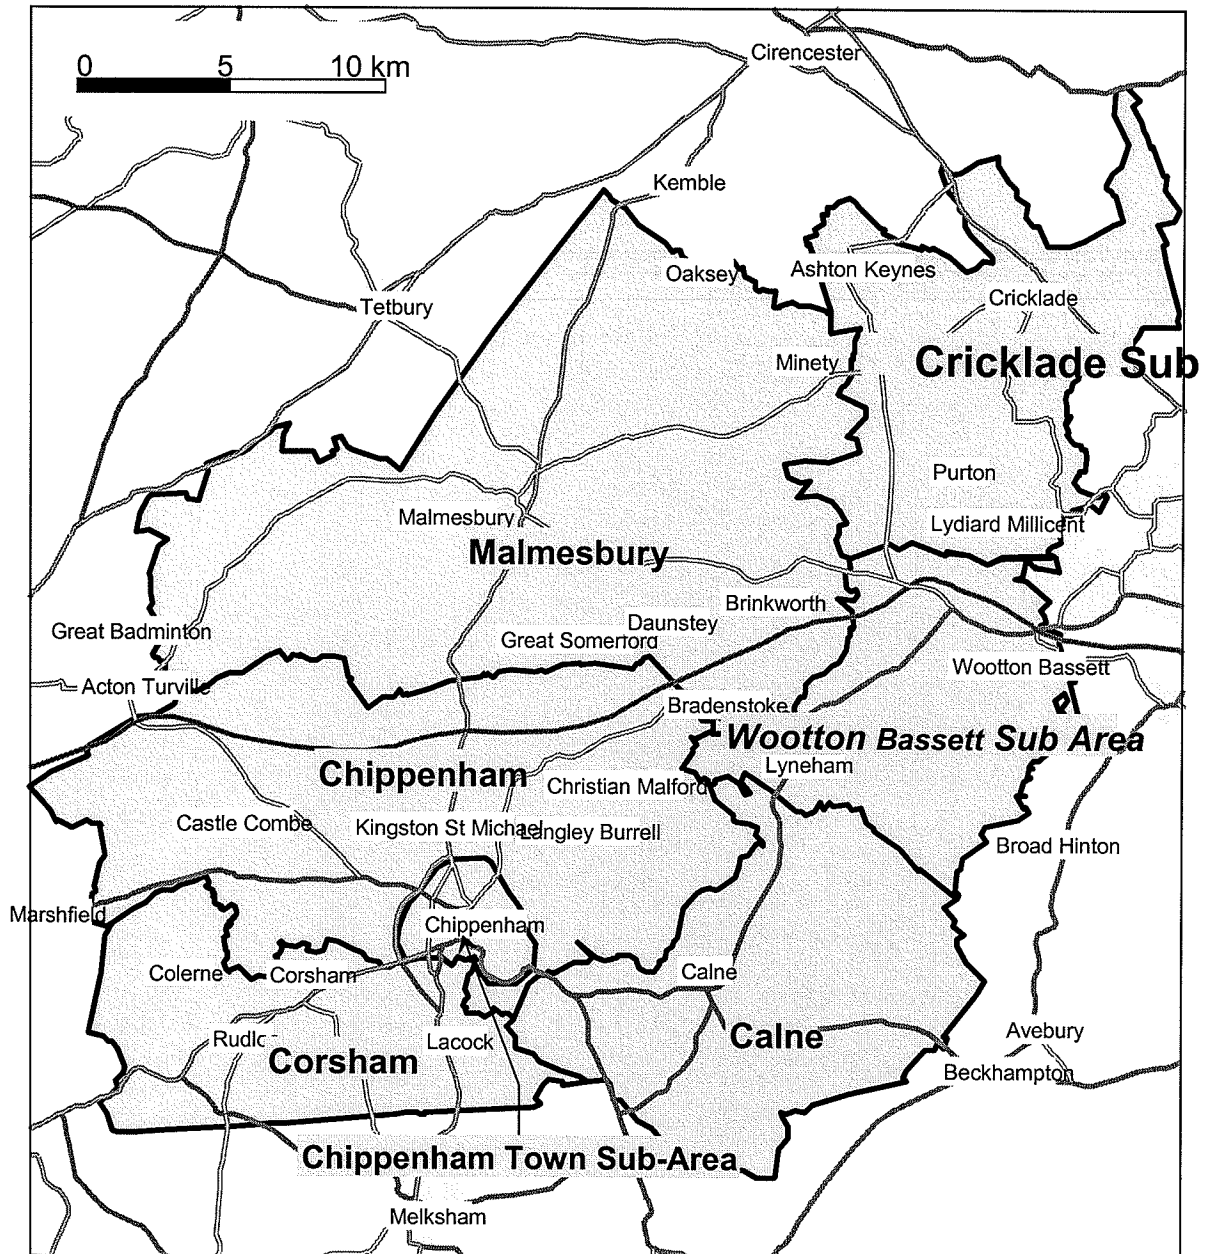 Cirencester
0 5 10 km
Kemble
Oaksey
Ashton Keynes
Cricklade
Tetbury
Minety
Cricklade Sub
Purton
Malmesbury
Lydiard Millicent
Malmesbury
Brinkworth
Great Badminton
Daunstey
Great Somerford
Wootton Bassett
Acton Turville
Bradenstoke
Wootton Bassett Sub Area
Lyneham
Chippenham
Christian Malford
Castle Combe
Kingston St Michael
Langley Burrell
Broad Hinton
Marshfield
Chippenham
Colerne
Corsham
Calne
Rudlo
Lacock
Calne
Avebury
Corsham
Beckhampton
Chippenham Town Sub-Area
Melksham